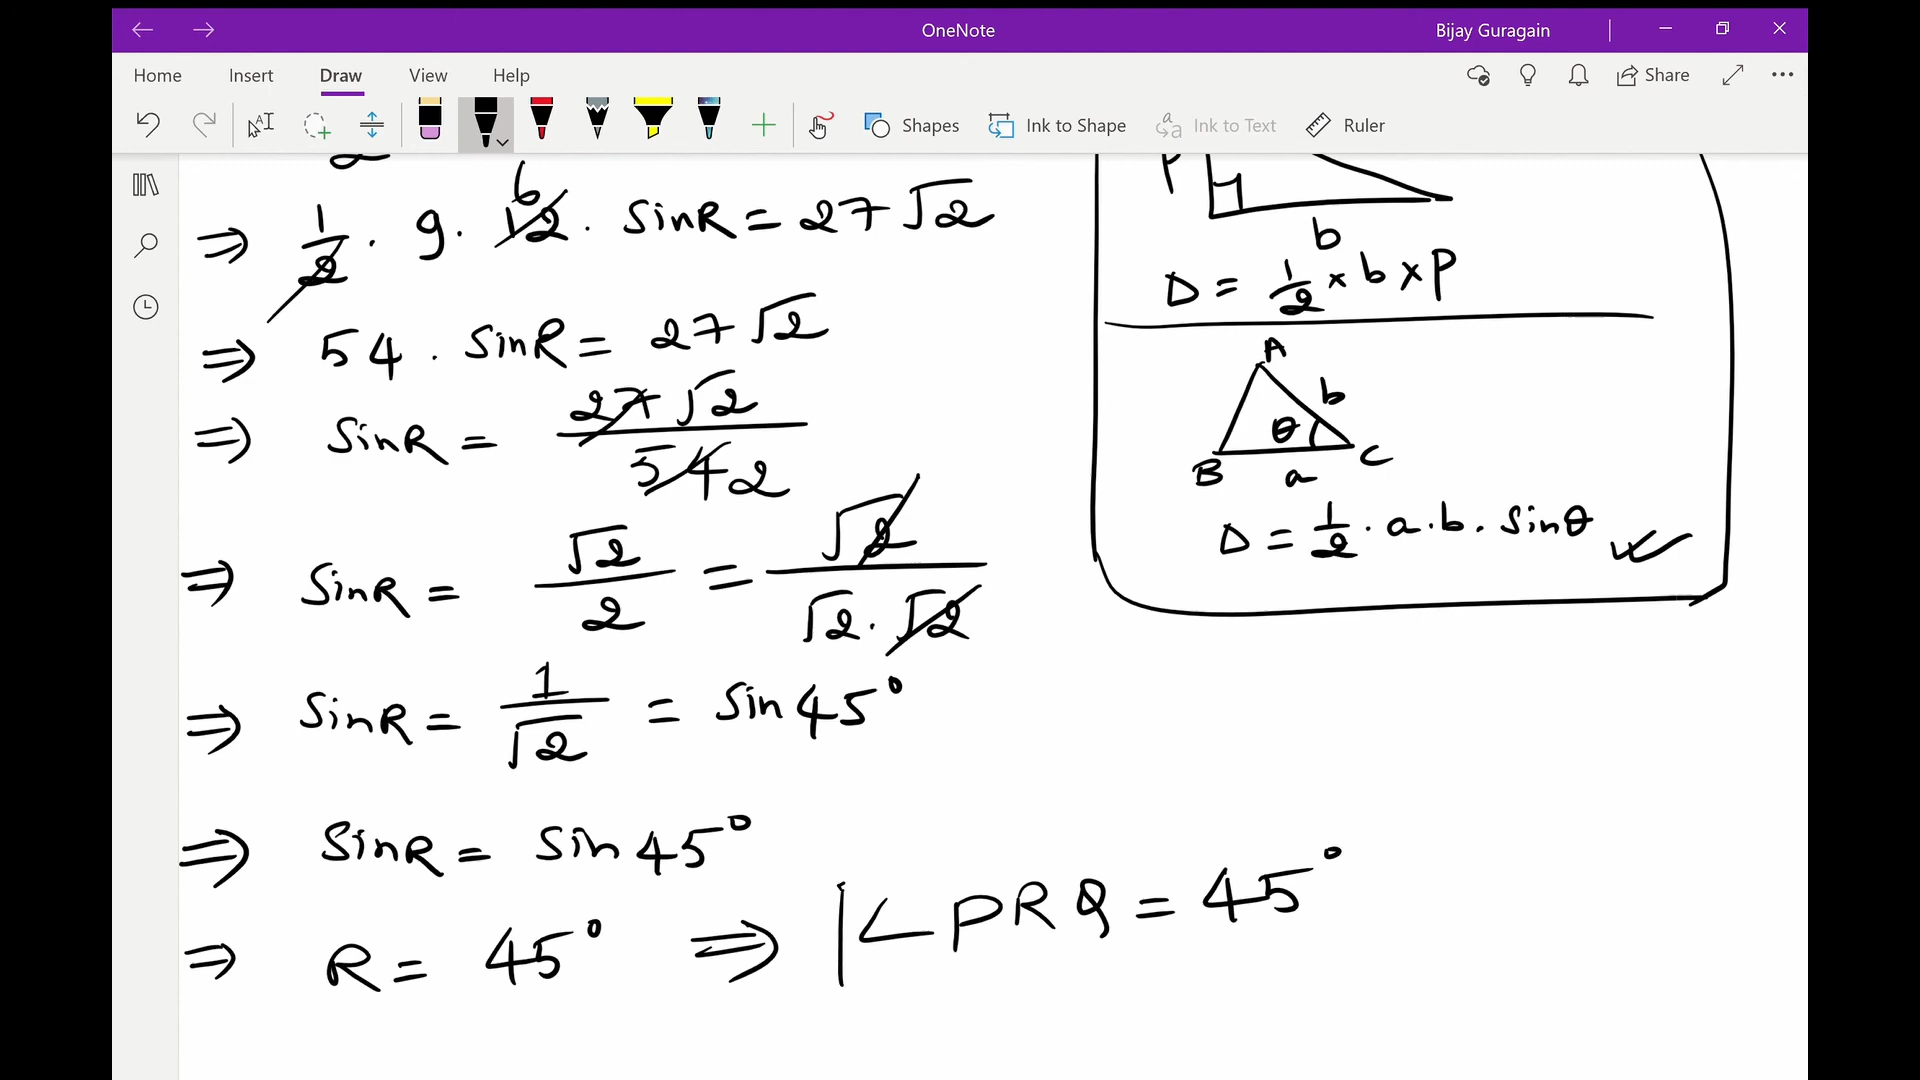 OneNote
Bijay Guragain
Home Insert Draw View Help
Share
Shapes Ink to Shape Ink to Text Ruler
2
⇒ 1/2 · 9 · 12 6 · sinR = 27√2
⇒ 54 · sinR = 27√2
⇒ sinR = 27√2/54 2
⇒ sinR = √2/2 = √2/√2·√2
⇒ sinR = 1/√2 = sin45°
⇒ sinR = sin45°
⇒ R = 45° ⇒ ∠PRQ = 45°
P
b
Δ = 1/2 × b × P
A
b
θ
B a C
Δ = 1/2 · a · b · sinθ